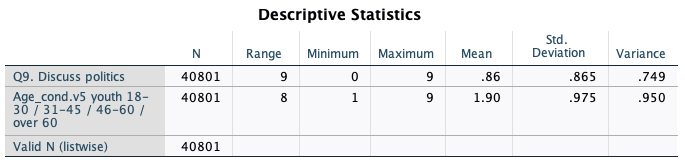 Descriptive Statistics
N Range Minimum Maximum Mean Std. Deviation Variance
Q9. Discuss politics 40801 9 0 9 .86 .865 .749
Age_cond.v5 youth 18-30 / 31-45 / 46-60 / over 60 40801 8 1 9 1.90 .975 .950
Valid N (listwise) 40801